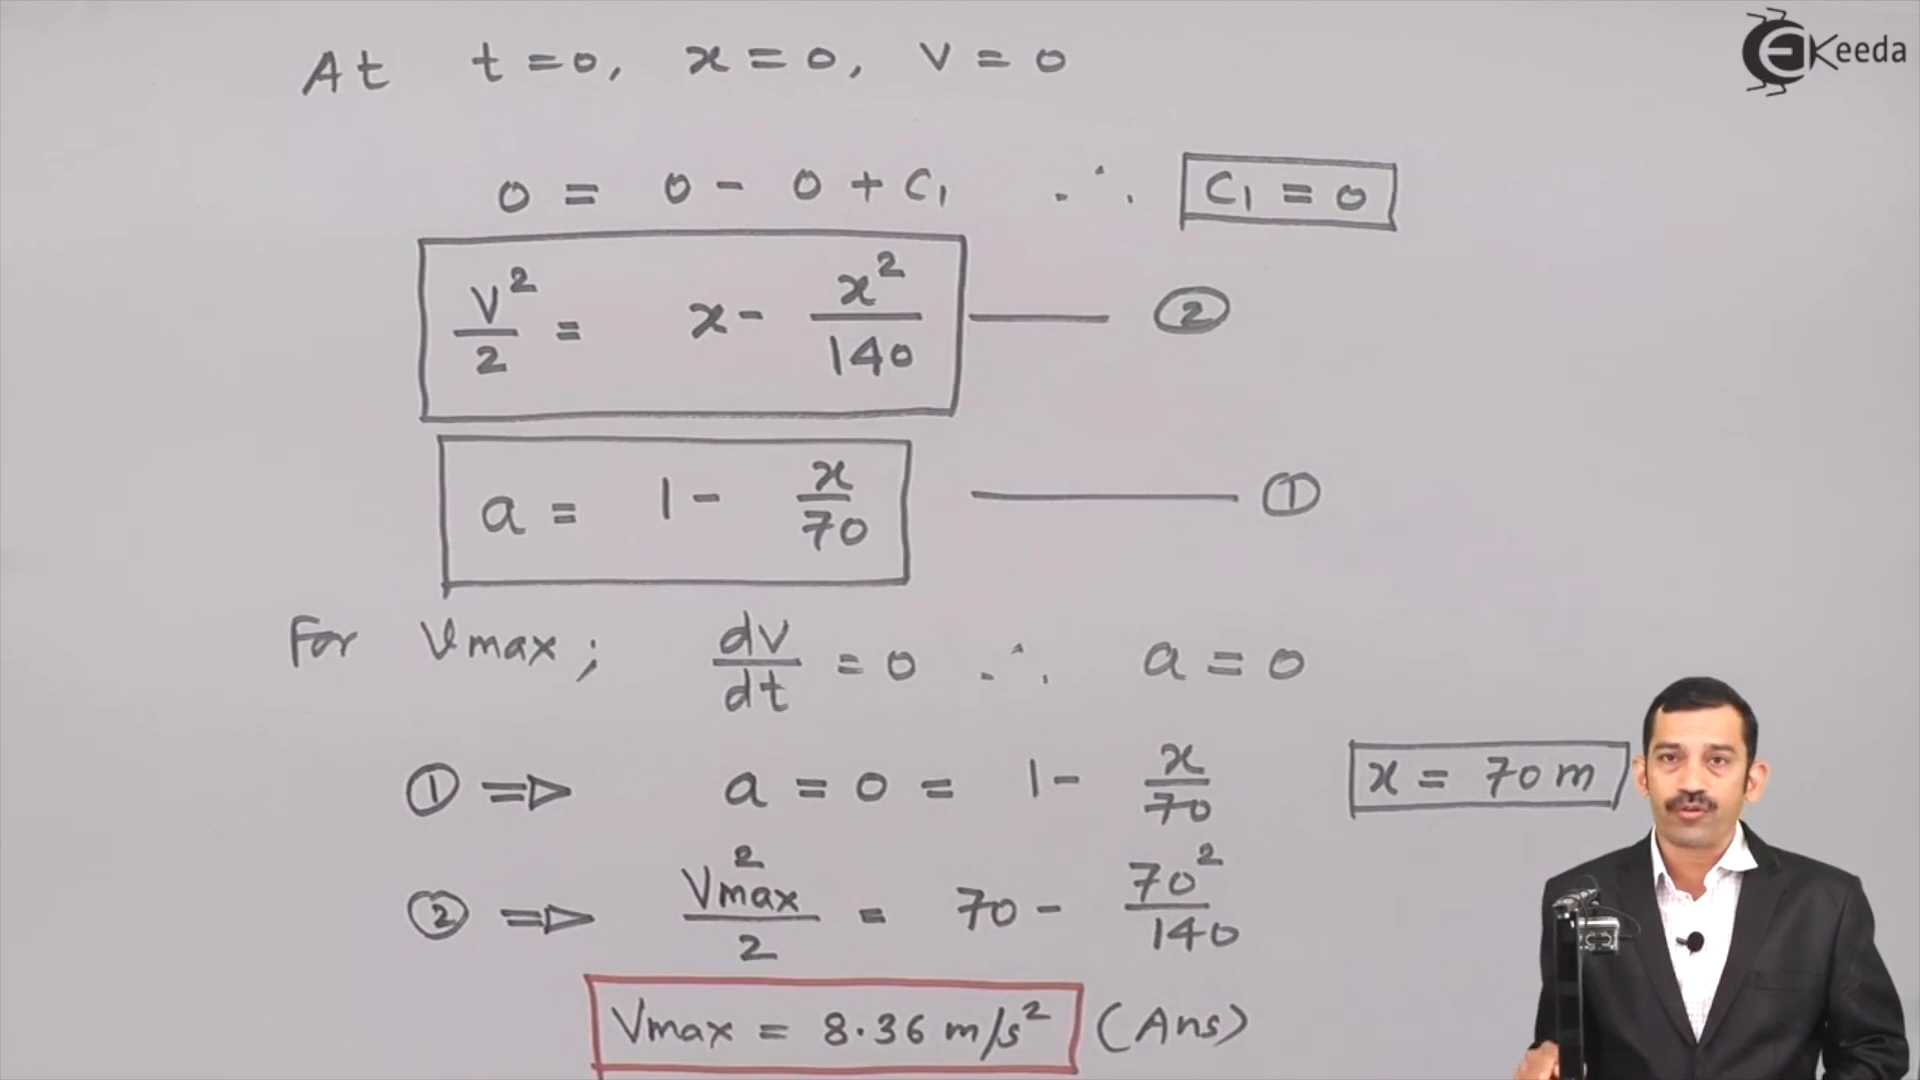 EKeeda
At t=0, x=0, v=0
0 = 0 - 0 + C₁ ∴ C₁ = 0
V²/2 = x - x²/140 —— ②
a = 1 - x/70 —— ①
For Vmax; dv/dt = 0 ∴ a = 0
① ⇒ a = 0 = 1 - x/70 x = 70 m
② ⇒ Vmax²/2 = 70 - 70²/140
Vmax = 8.36 m/s² (Ans)